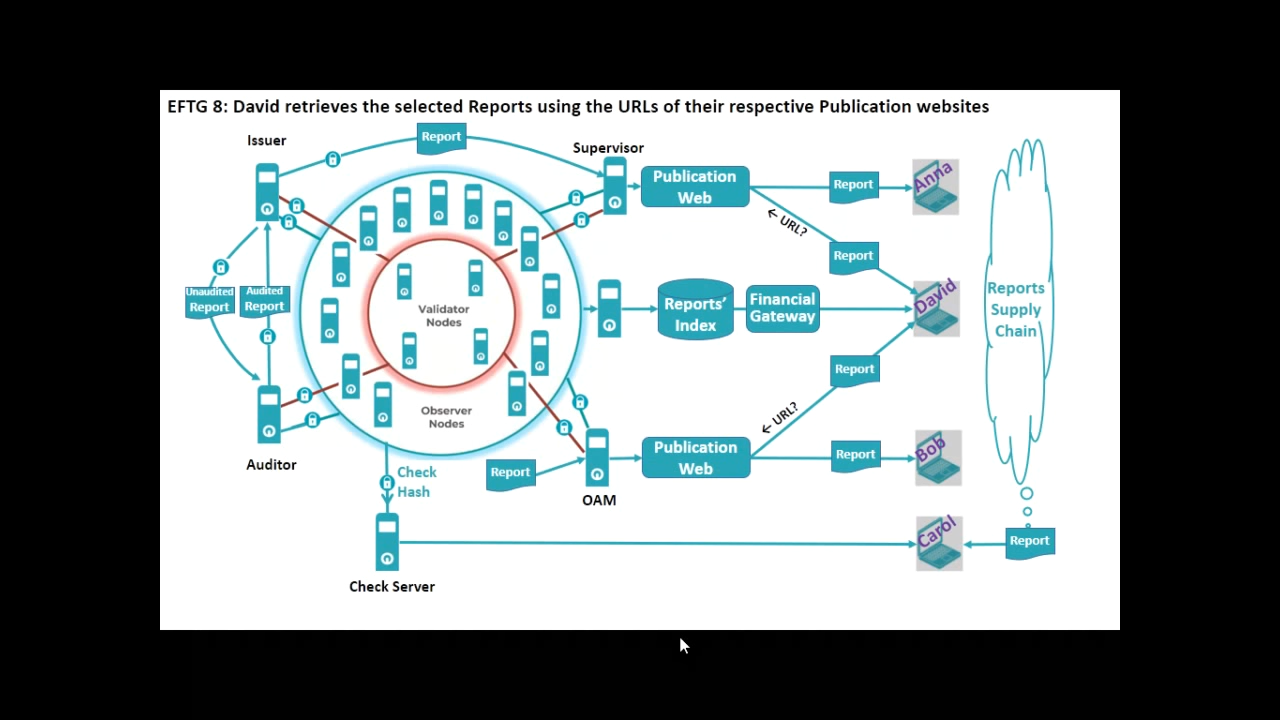 EFTG 8: David retrieves the selected Reports using the URLs of their respective Publication websites
Issuer
Report
Supervisor
Publication
Web
Report
Anna
← URL?
Report
Unaudited
Report
Audited
Report
Validator
Nodes
Reports’
Index
Financial
Gateway
David
Reports
Supply
Chain
Report
Observer
Nodes
← URL?
Auditor
Check
Hash
Report
OAM
Publication
Web
Report
Bob
Carol
Report
Check Server